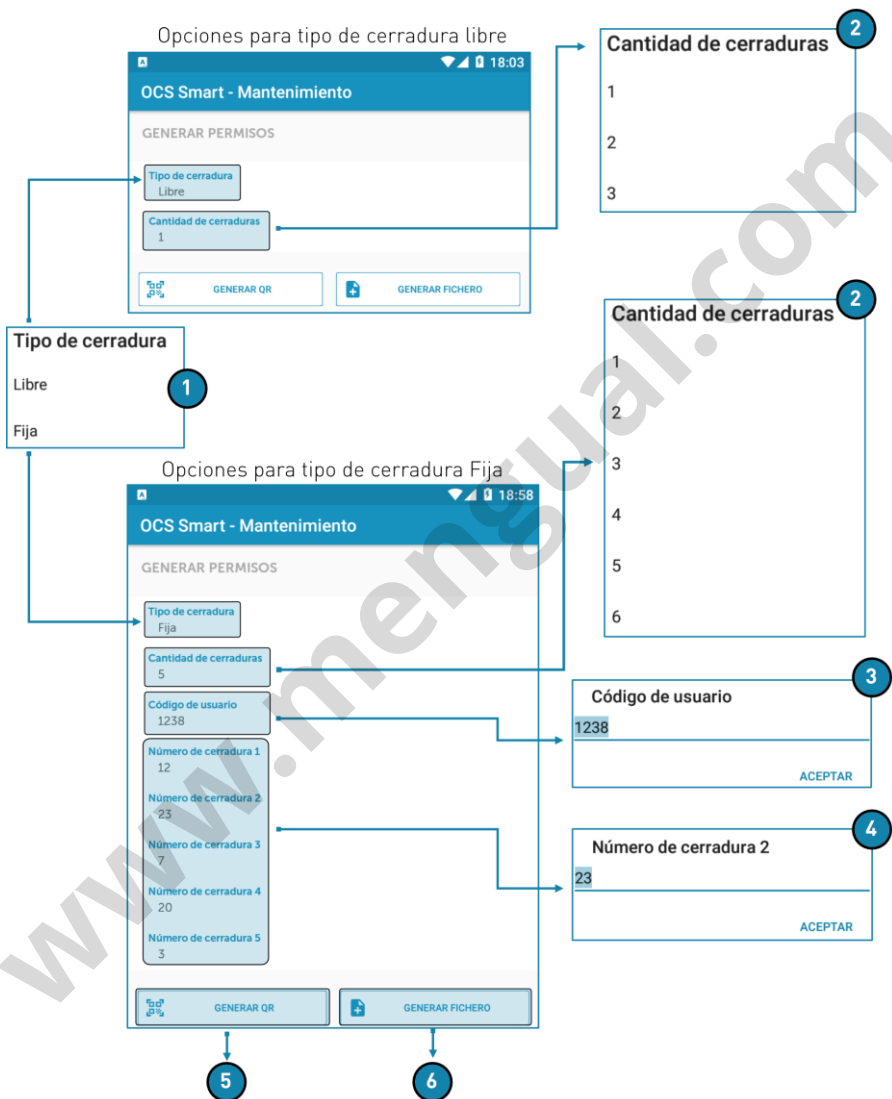 Opciones para tipo de cerradura libre
18:03
OCS Smart - Mantenimiento
GENERAR PERMISOS
Tipo de cerradura
Libre
Cantidad de cerraduras
1
GENERAR QR
GENERAR FICHERO
2
Cantidad de cerraduras
1
2
3
Tipo de cerradura
Libre
Fija
1
2
Cantidad de cerraduras
1
2
3
4
5
6
Opciones para tipo de cerradura Fija
18:58
OCS Smart - Mantenimiento
GENERAR PERMISOS
Tipo de cerradura
Fija
Cantidad de cerraduras
5
Código de usuario
1238
Número de cerradura 1
12
Número de cerradura 2
23
Número de cerradura 3
7
Número de cerradura 4
20
Número de cerradura 5
3
GENERAR QR
GENERAR FICHERO
3
Código de usuario
1238
ACEPTAR
4
Número de cerradura 2
23
ACEPTAR
5
6
www.mengual.com